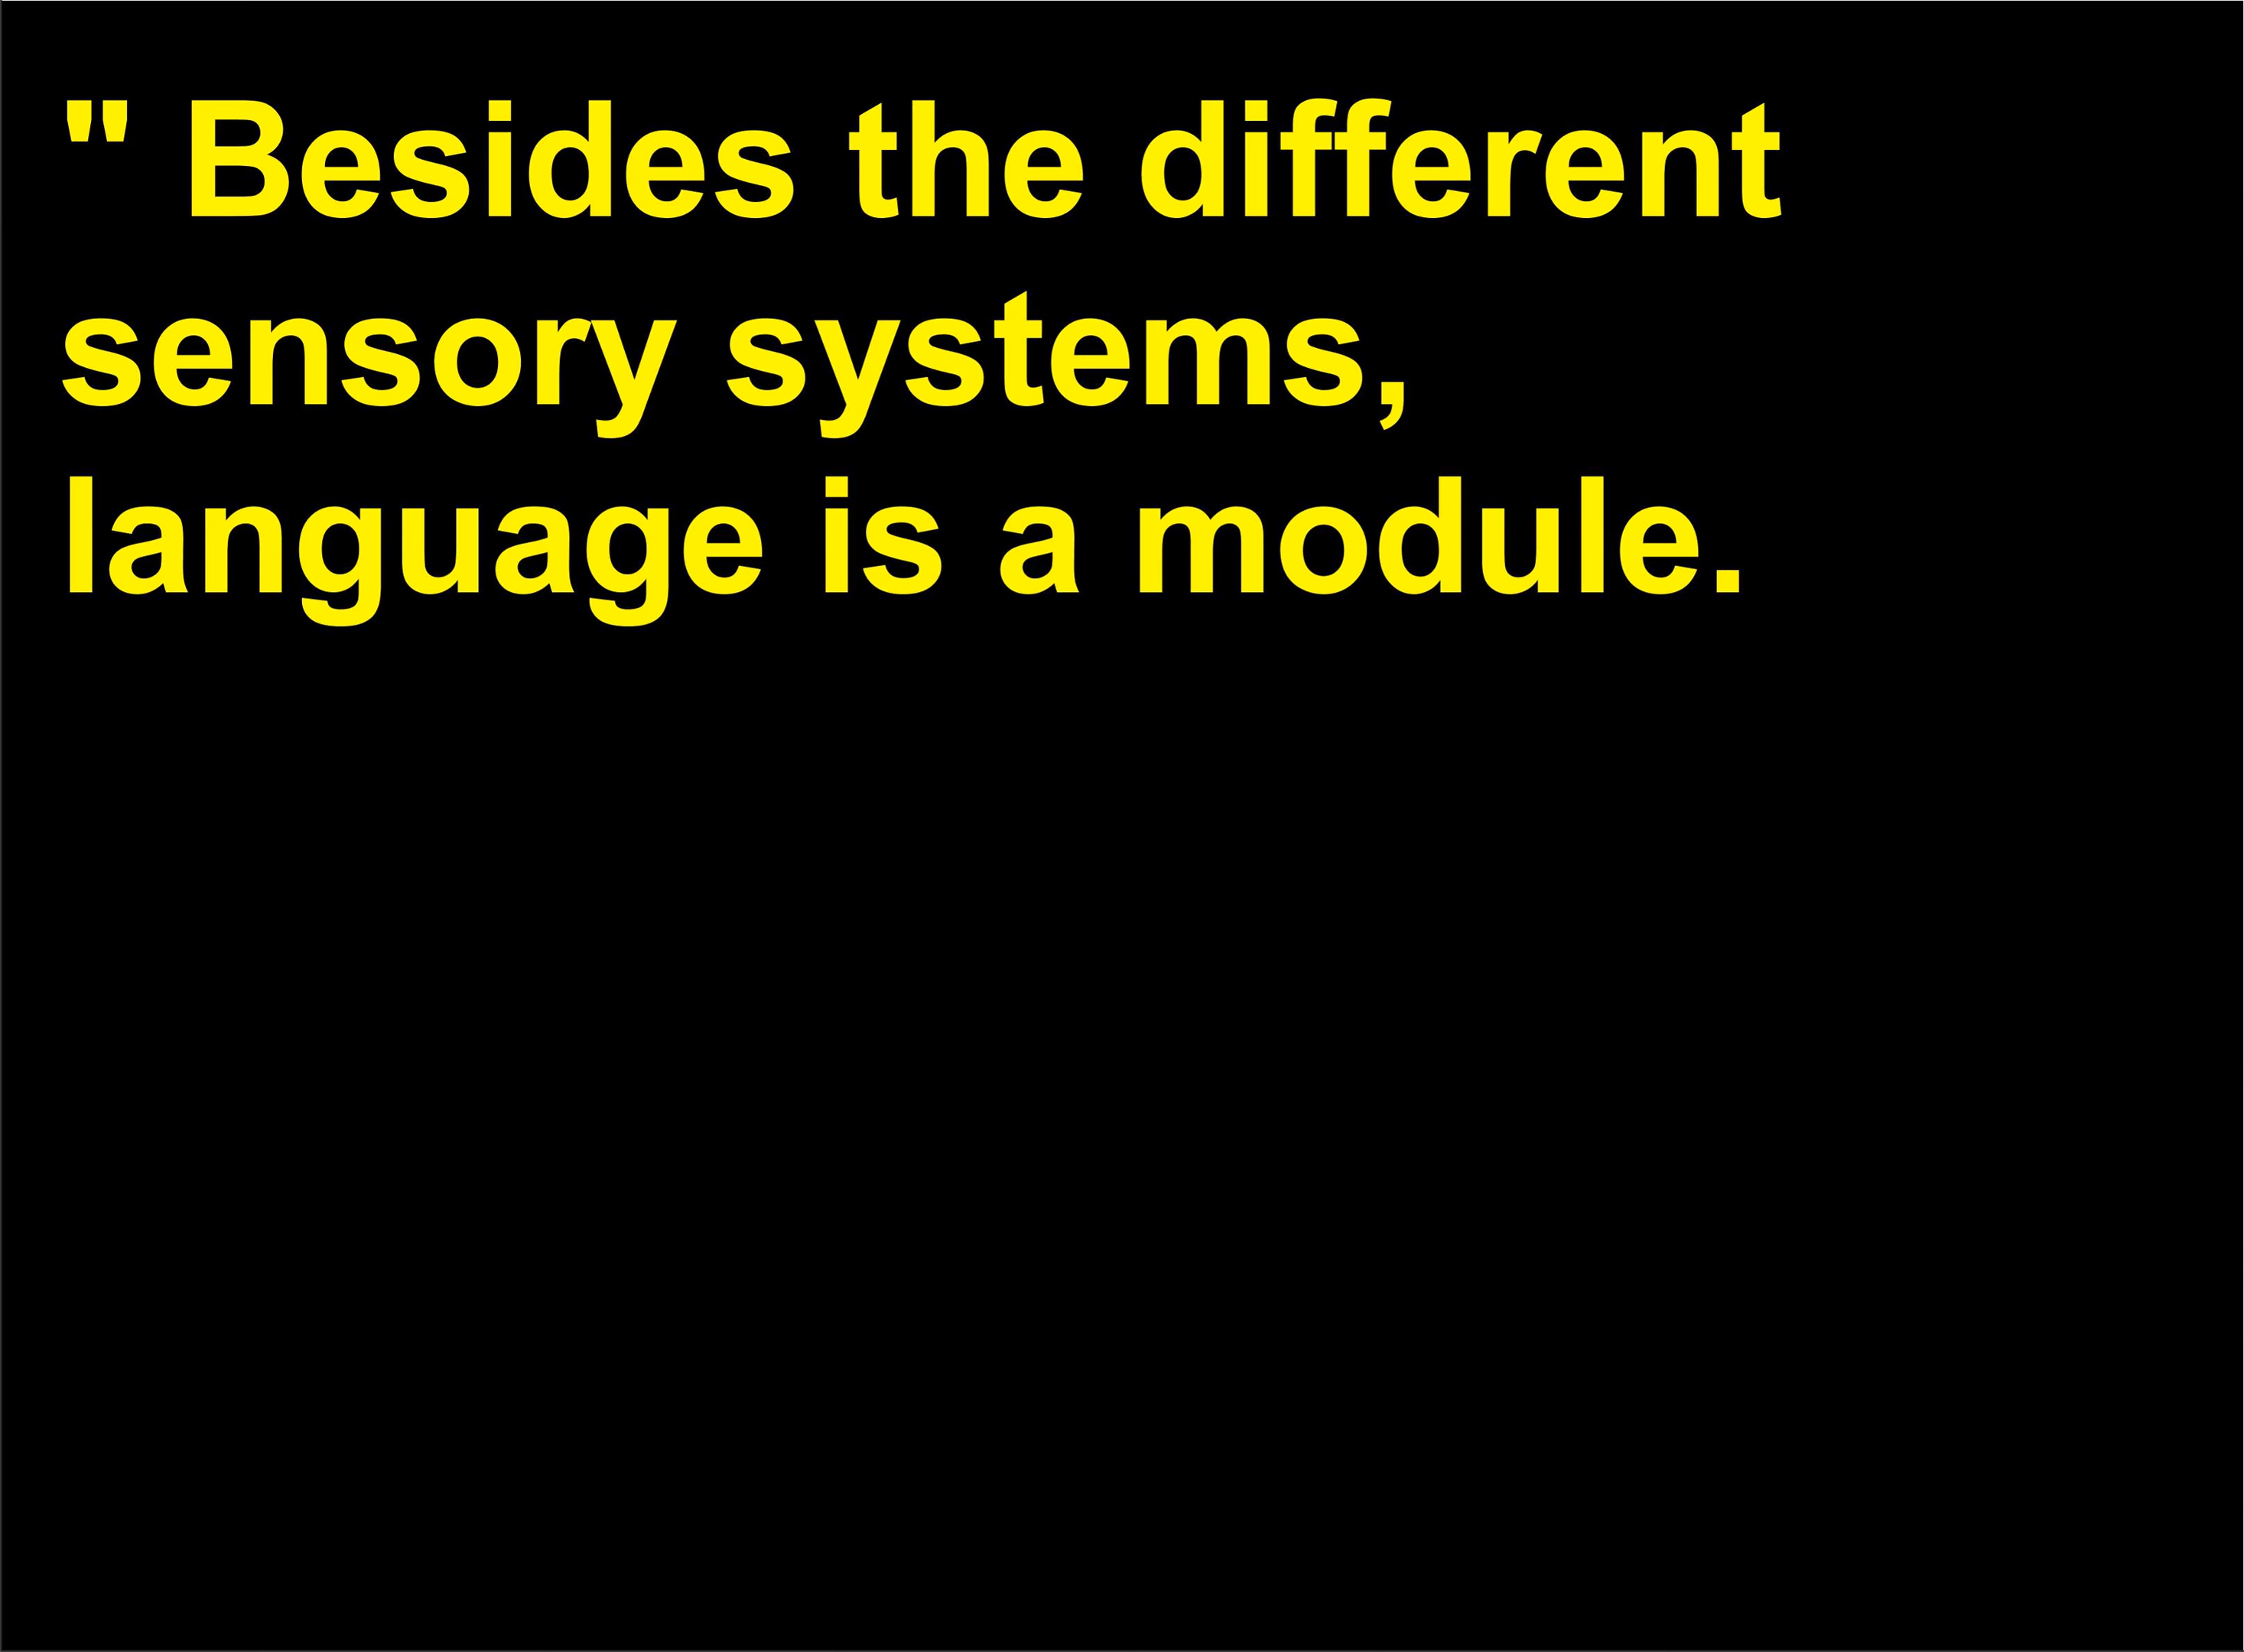 " Besides the different
sensory systems,
language is a module.